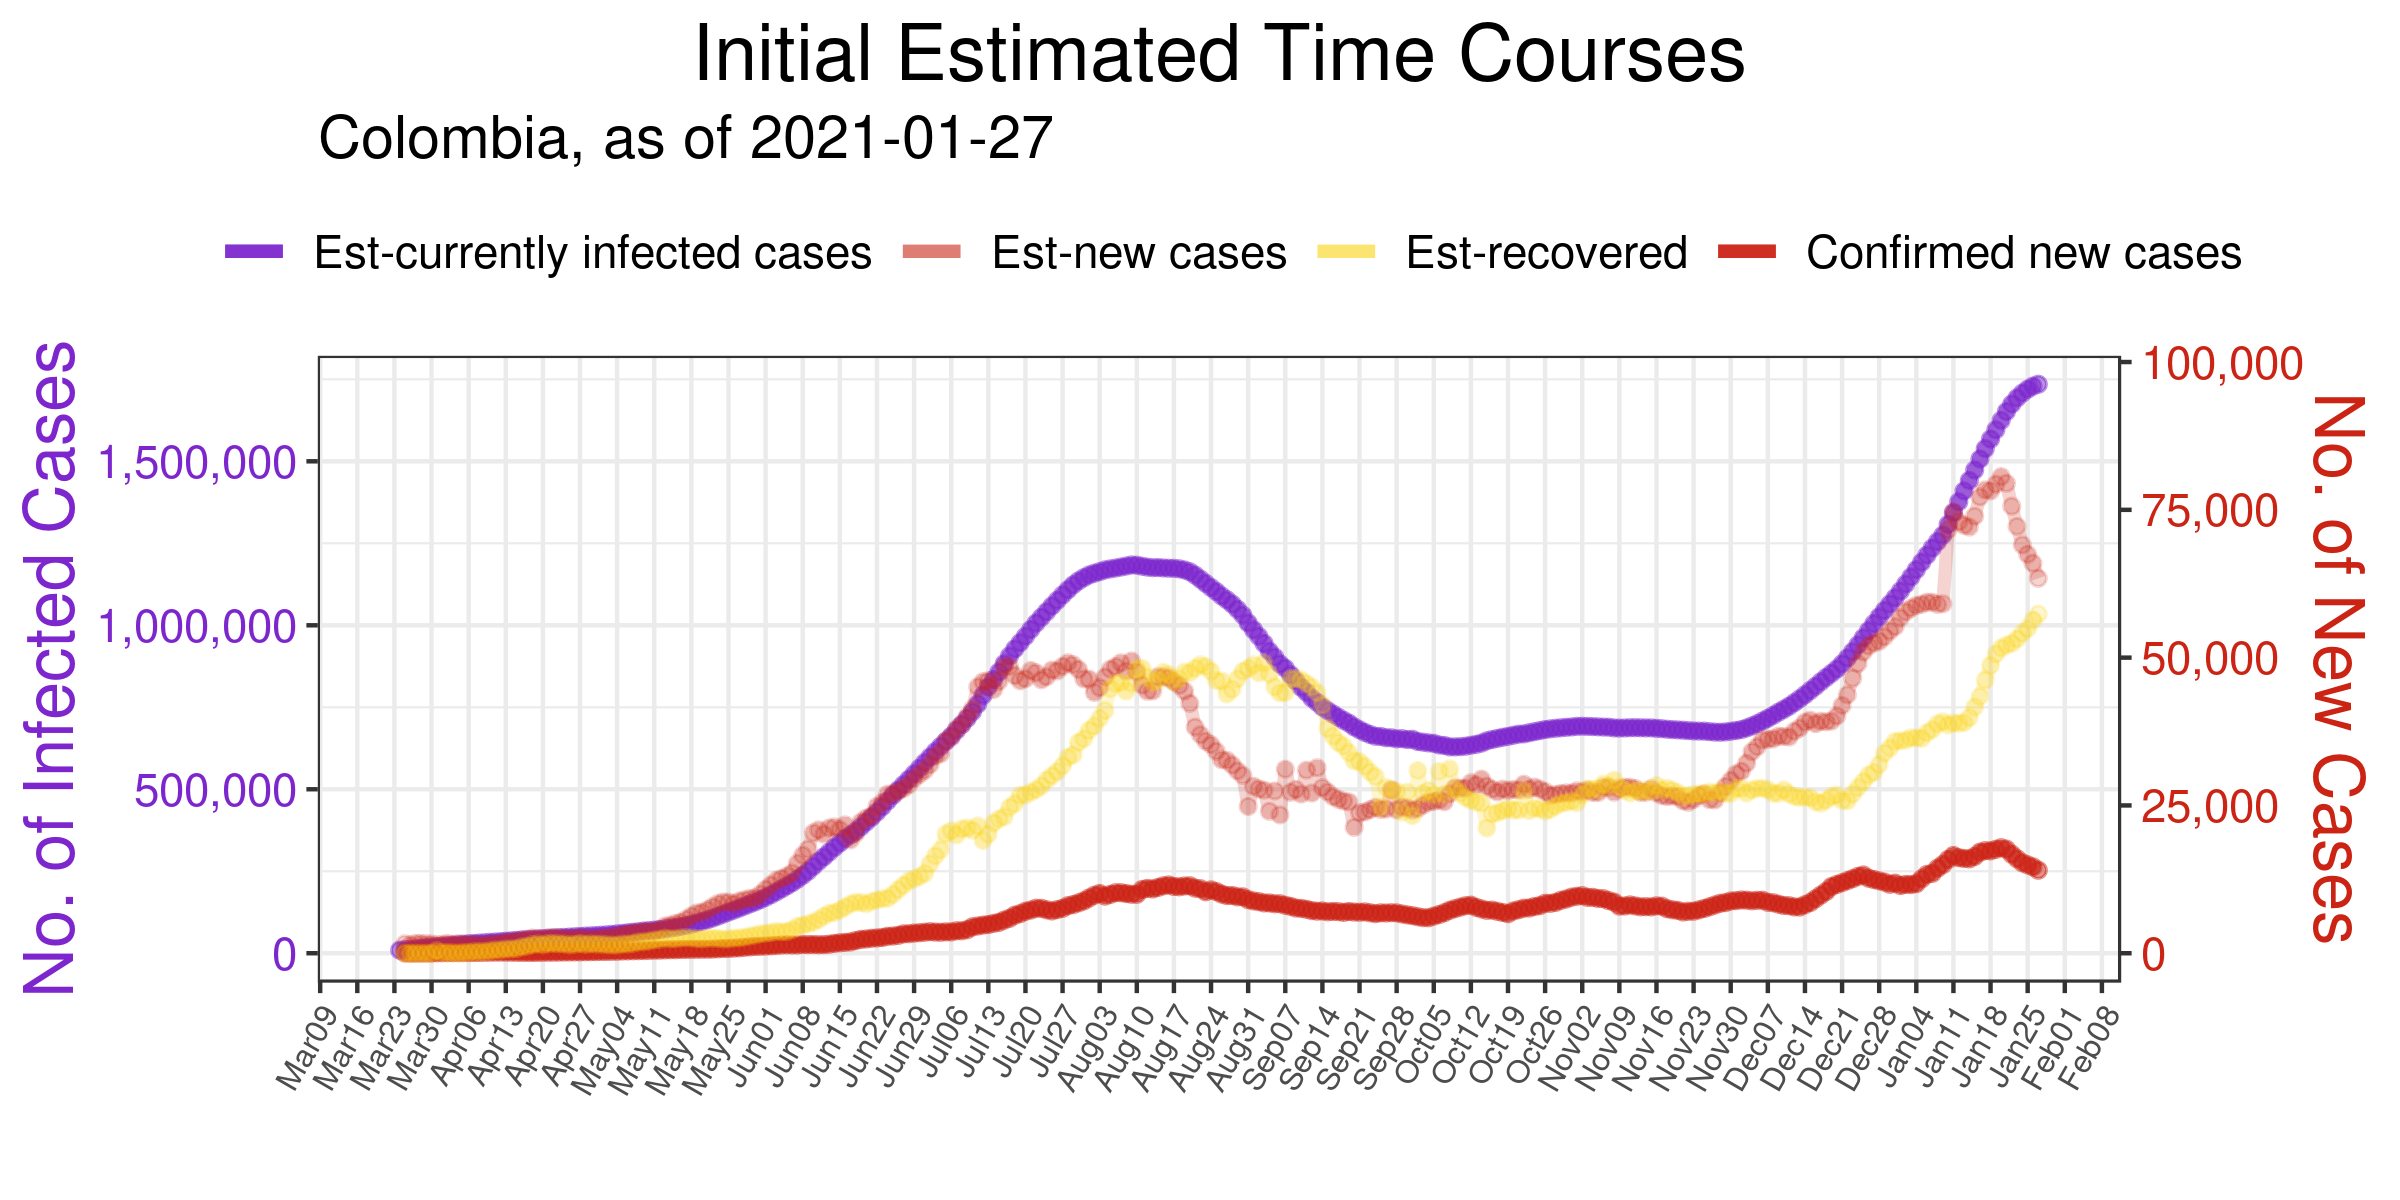 Initial Estimated Time Courses
Colombia, as of 2021-01-27
Est-currently infected cases
Est-new cases
Est-recovered
Confirmed new cases
No. of Infected Cases
1,500,000
1,000,000
500,000
0
100,000
75,000
50,000
25,000
0
No. of New Cases
Mar09
Mar16
Mar23
Mar30
Apr06
Apr13
Apr20
Apr27
May04
May11
May18
May25
Jun01
Jun08
Jun15
Jun22
Jun29
Jul06
Jul13
Jul20
Jul27
Aug03
Aug10
Aug17
Aug24
Aug31
Sep07
Sep14
Sep21
Sep28
Oct05
Oct12
Oct19
Oct26
Nov02
Nov09
Nov16
Nov23
Nov30
Dec07
Dec14
Dec21
Dec28
Jan04
Jan11
Jan18
Jan25
Feb01
Feb08